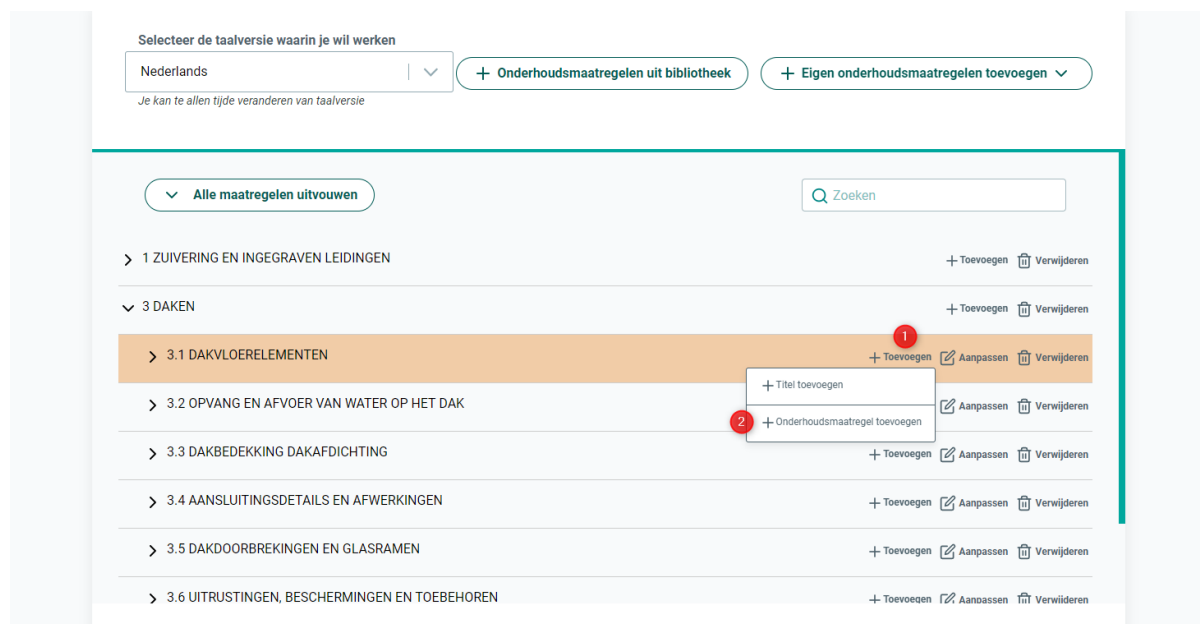 Selecteer de taalversie waarin je wil werken
Nederlands
Onderhoudsmaatregelen uit bibliotheek
Eigen onderhoudsmaatregelen toevoegen
Je kan te allen tijde veranderen van taalversie
Alle maatregelen uitvouwen
Zoeken
1 ZUIVERING EN INGEGRAVEN LEIDINGEN
Toevoegen Verwijderen
3 DAKEN
Toevoegen Verwijderen
1
3.1 DAKVLOERELEMENTEN
Toevoegen Aanpassen Verwijderen
Titel toevoegen
3.2 OPVANG EN AFVOER VAN WATER OP HET DAK
Aanpassen Verwijderen
2 Onderhoudsmaatregel toevoegen
3.3 DAKBEDEKKING DAKAFDICHTING
Toevoegen Aanpassen Verwijderen
3.4 AANSLUITINGSDETAILS EN AFWERKINGEN
Toevoegen Aanpassen Verwijderen
3.5 DAKDOORBREKINGEN EN GLASRAMEN
Toevoegen Aanpassen Verwijderen
3.6 UITRUSTINGEN, BESCHERMINGEN EN TOEBEHOREN
Toevoegen Aanpassen Verwijderen